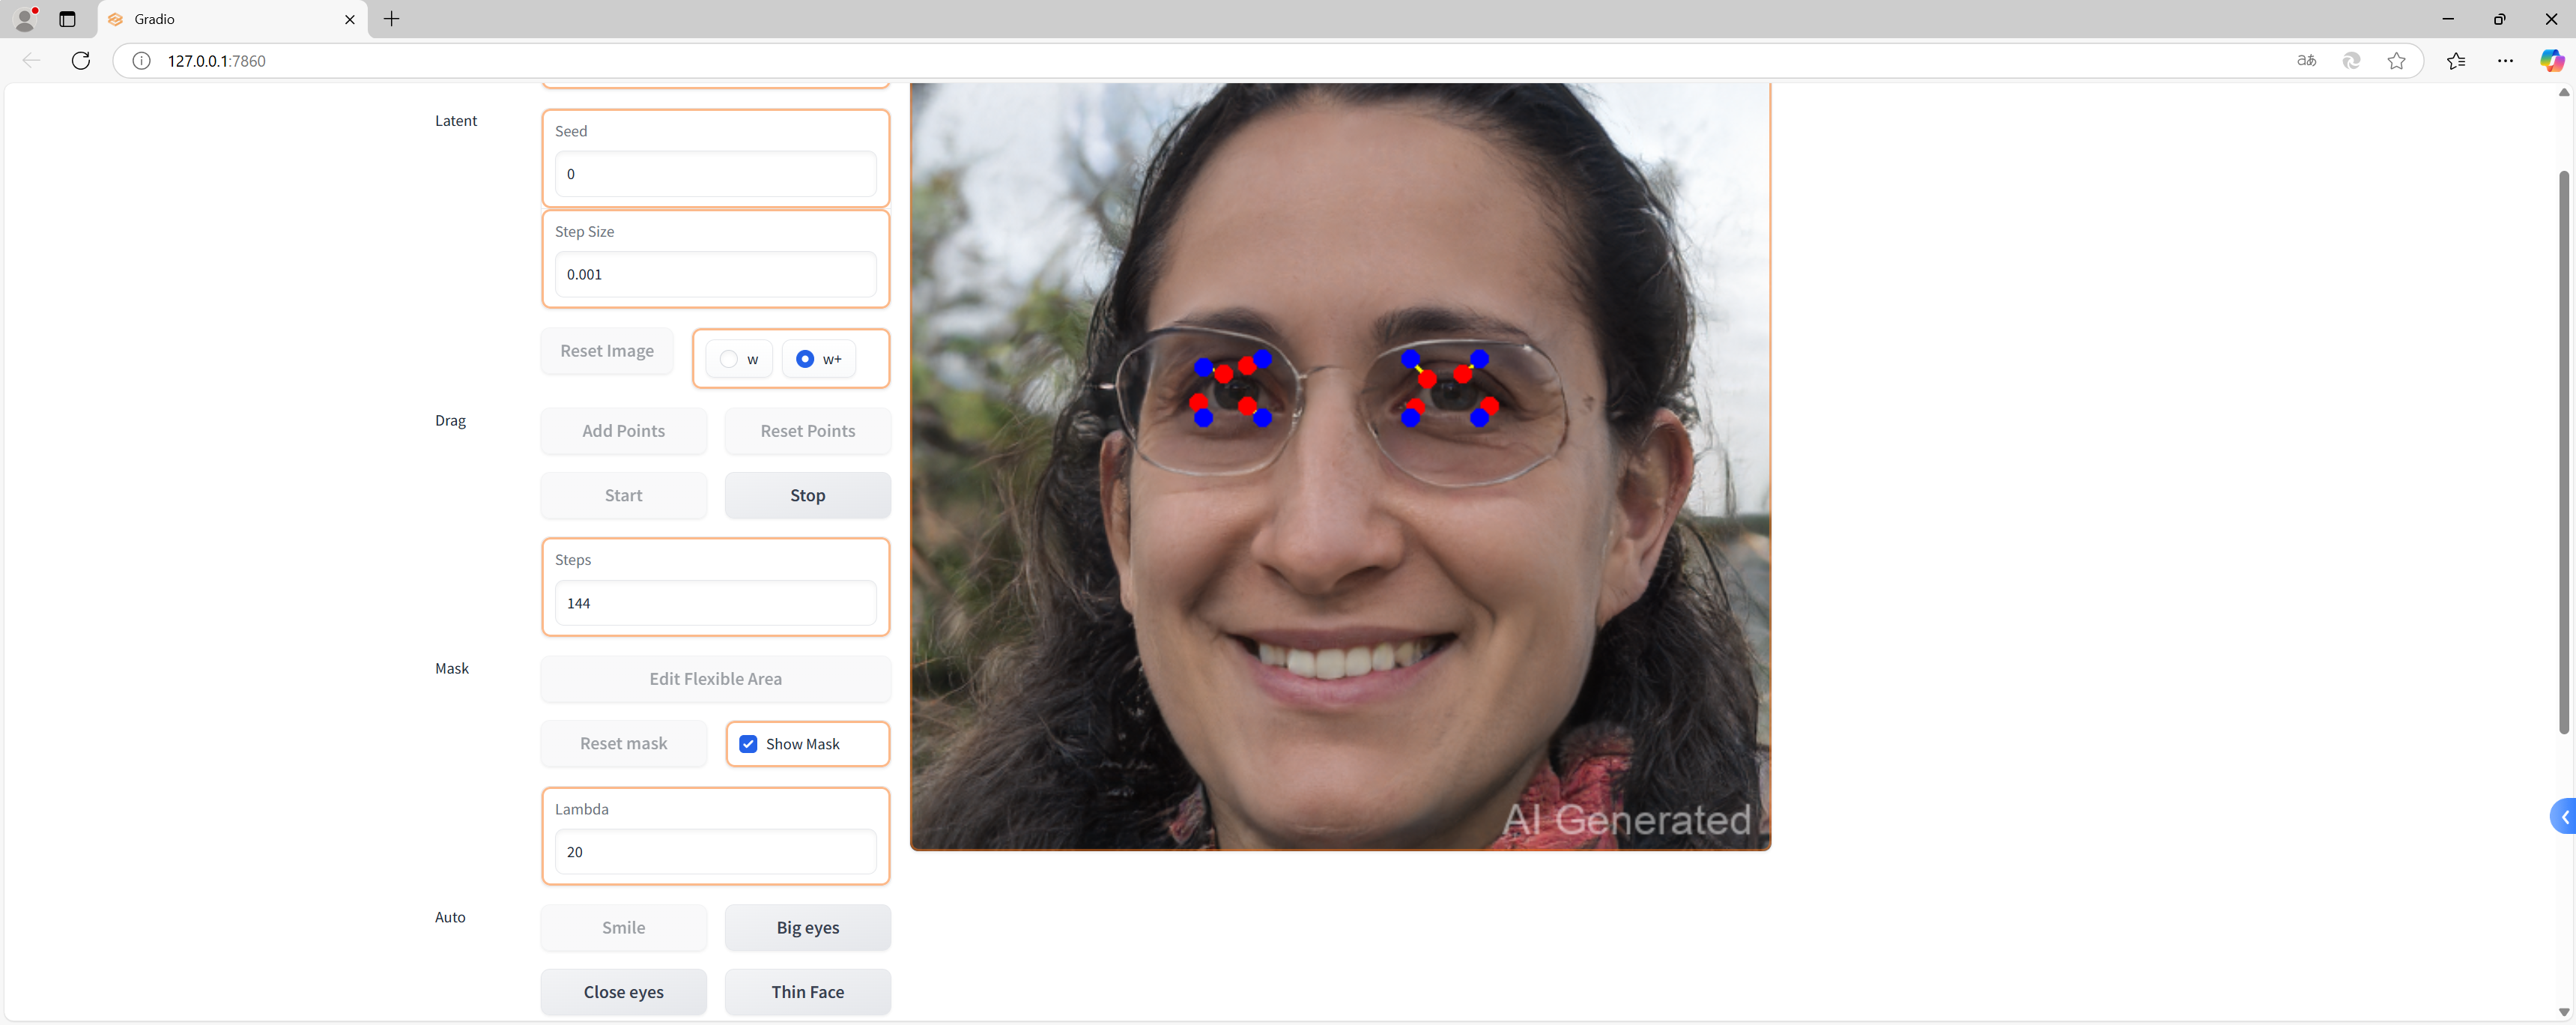 Gradio
127.0.0.1:7860
Latent
Seed
0
Step Size
0.001
Reset Image
w
w+
Drag
Add Points
Reset Points
Start
Stop
Steps
144
Mask
Edit Flexible Area
Reset mask
Show Mask
Lambda
20
Auto
Smile
Big eyes
Close eyes
Thin Face
AI Generated